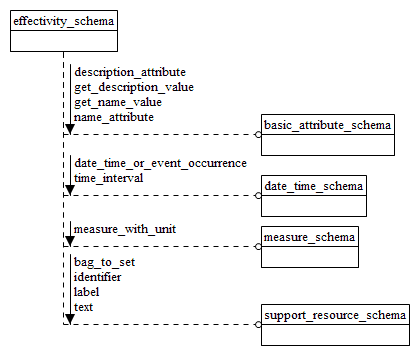 effectivity_schema
description_attribute
get_description_value
get_name_value
name_attribute
basic_attribute_schema
date_time_or_event_occurrence
time_interval
date_time_schema
measure_with_unit
measure_schema
bag_to_set
identifier
label
text
support_resource_schema